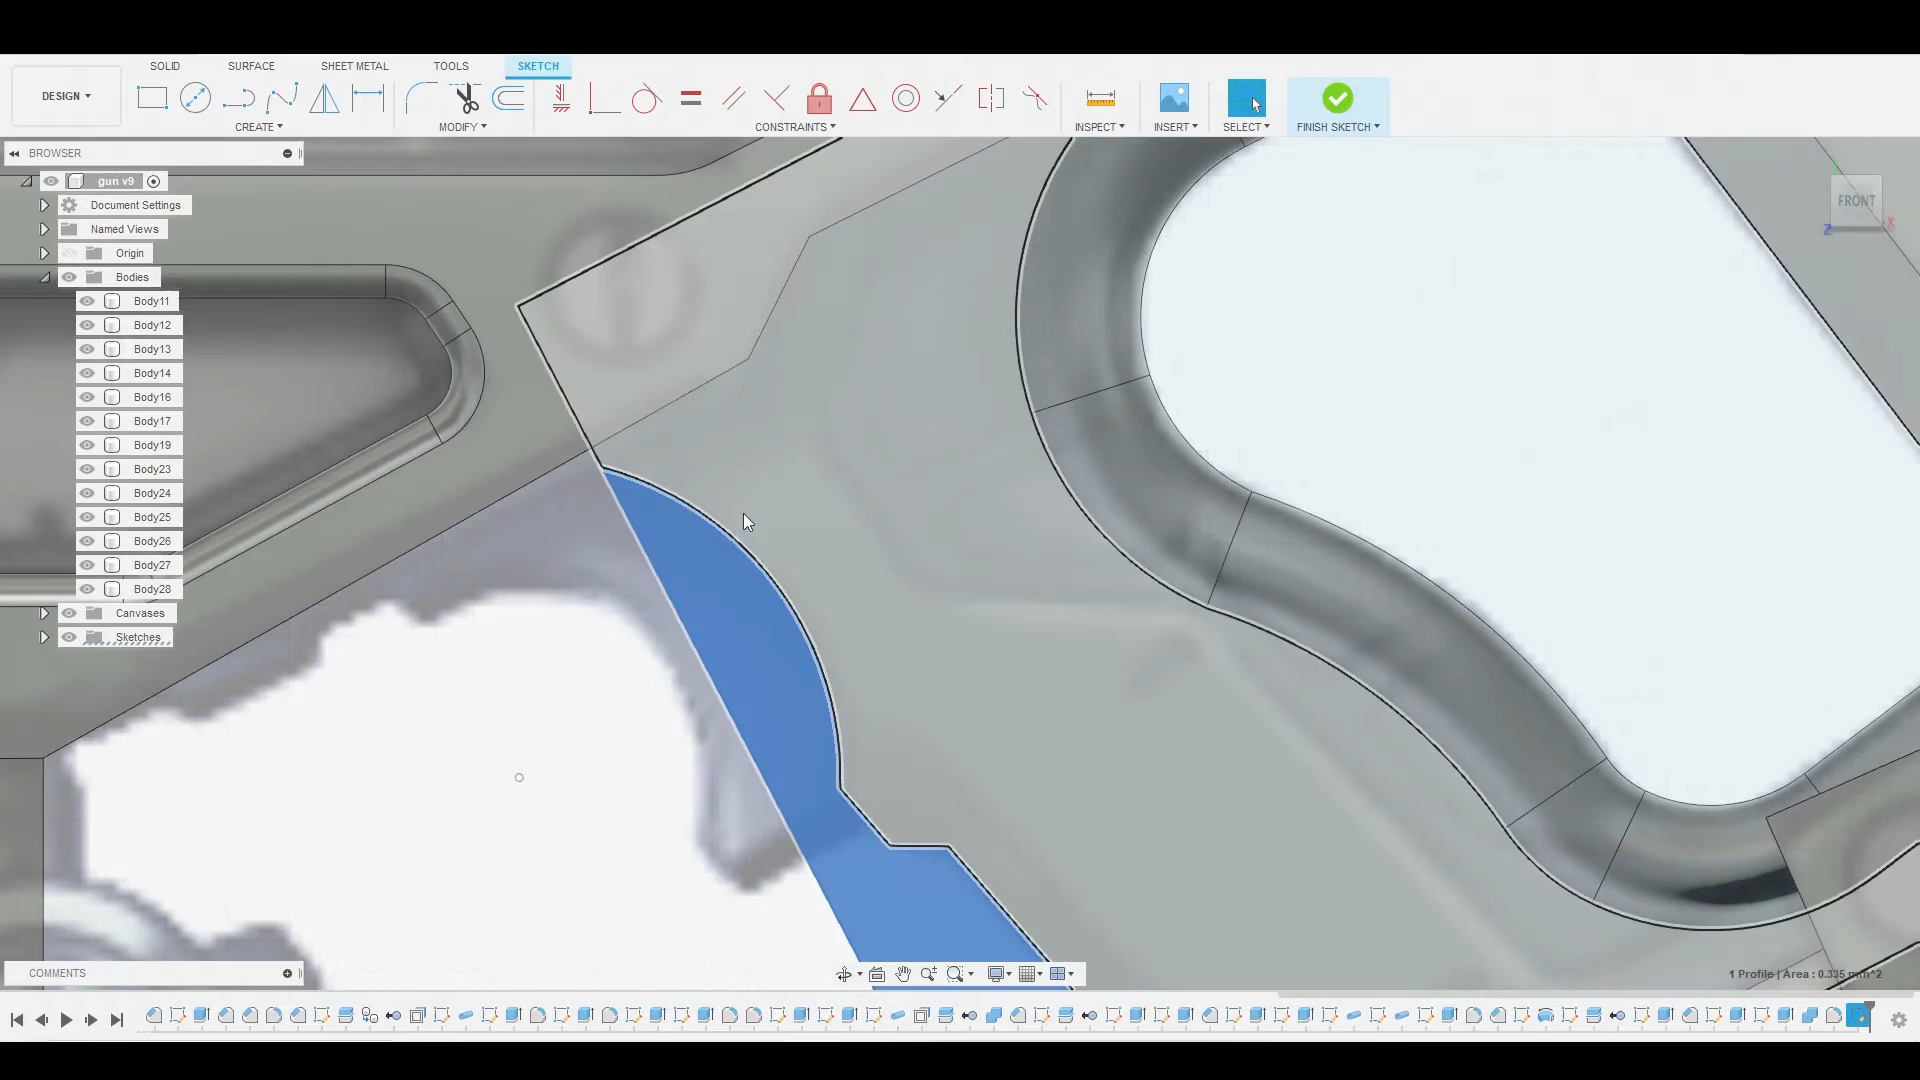 SOLID SURFACE SHEET METAL TOOLS SKETCH
DESIGN
CREATE MODIFY CONSTRAINTS INSPECT INSERT SELECT FINISH SKETCH
BROWSER
gun v9
Document Settings
Named Views
Origin
Bodies
Body11
Body12
Body13
Body14
Body16
Body17
Body19
Body23
Body24
Body25
Body26
Body27
Body28
Canvases
Sketches
FRONT
Z
X
COMMENTS
1 Profile | Area : 0.335 mm^2